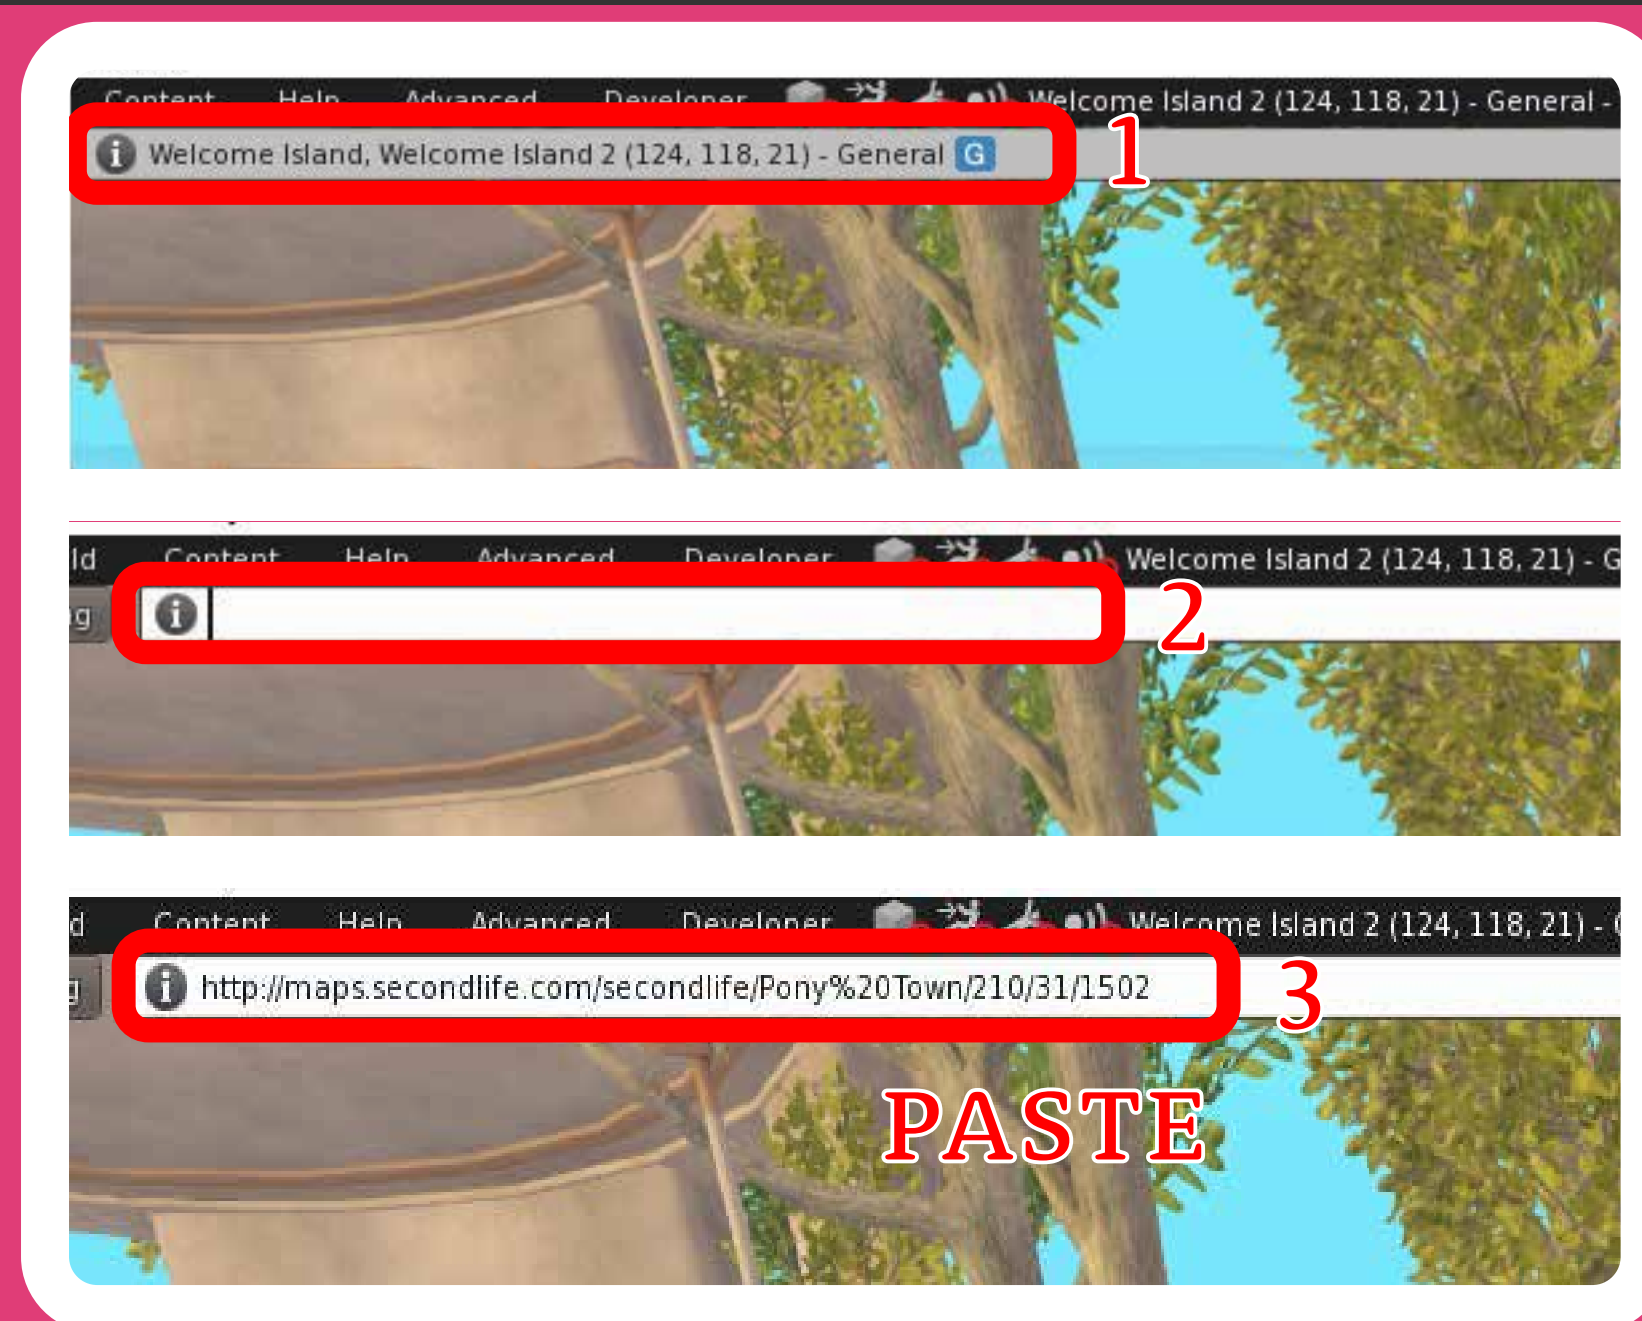 Content Help Advanced Developer Welcome Island 2 (124, 118, 21) - General -
Welcome Island, Welcome Island 2 (124, 118, 21) - General G
1
ld Content Help Advanced Developer Welcome Island 2 (124, 118, 21) - G
g
2
d Content Help Advanced Developer Welcome Island 2 (124, 118, 21) -
g http://maps.secondlife.com/secondlife/Pony%20Town/210/31/1502
3
PASTE